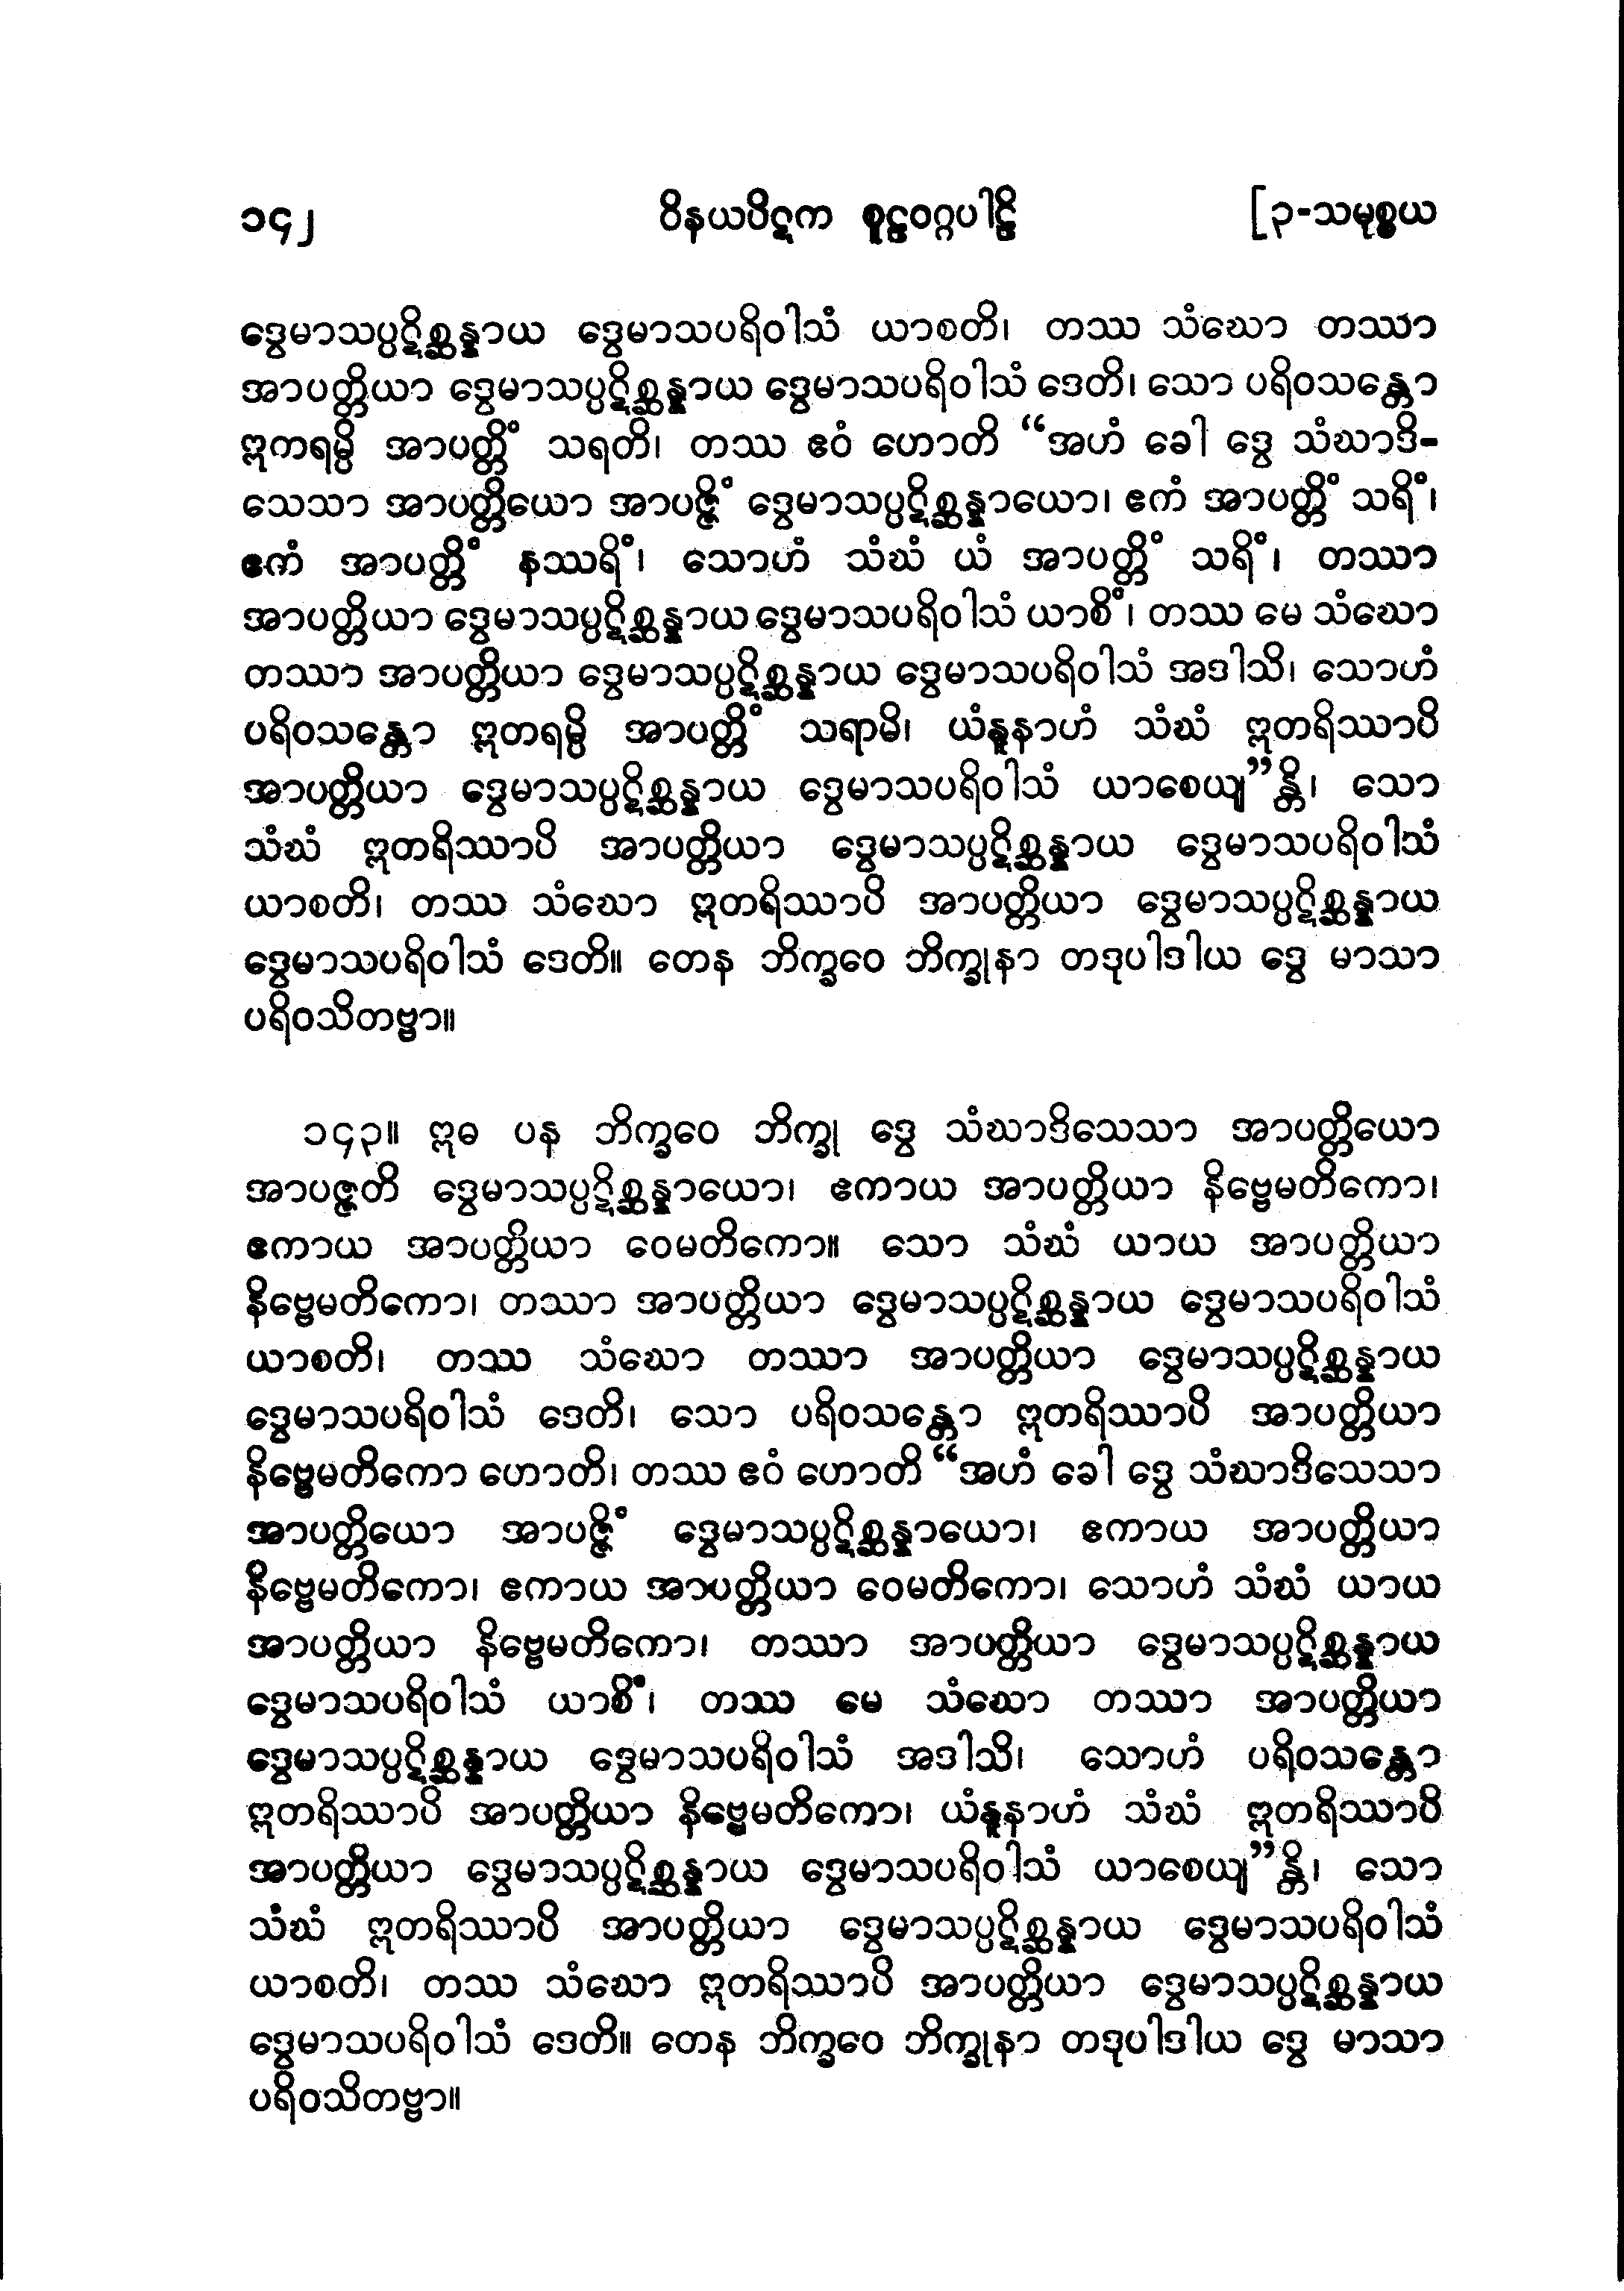 ၁၄၂ ဝိနယပိဋက စူဠဝဂ္ဂပါဠိ [၃-သမုစ္စယ
ဒွေမာသပ္ပဋိစ္ဆန္နာယ ဒွေမာသပရိဝါသံ ယာစတိ၊ တဿ သံဃော တဿာ
အာပတ္တိယာ ဒွေမာသပ္ပဋိစ္ဆန္နာယ ဒွေမာသပရိဝါသံ ဒေတိ၊ သော ပရိဝသန္တော
ဣကရမ္ပိ အာပတ္တိံ သရတိ၊ တဿ ဧဝံ ဟောတိ “အဟံ ခေါ ဒွေ သံဃာဒိ-
သေသာ အာပတ္တိယော အာပဇ္ဇိံ ဒွေမာသပ္ပဋိစ္ဆန္နာယော၊ ဧကံ အာပတ္တိံ သရိံ၊
ဧကံ အာပတ္တိံ နဿရိံ၊ သောဟံ သံဃံ ယံ အာပတ္တိံ သရိံ၊ တဿာ
အာပတ္တိယာ ဒွေမာသပ္ပဋိစ္ဆန္နာယ ဒွေမာသပရိဝါသံ ယာစိံ၊ တဿ မေ သံဃော
တဿာ အာပတ္တိယာ ဒွေမာသပ္ပဋိစ္ဆန္နာယ ဒွေမာသပရိဝါသံ အဒါသိ၊ သောဟံ
ပရိဝသန္တော ဣတရမ္ပိ အာပတ္တိံ သရာမိ၊ ယံနူနာဟံ သံဃံ ဣတရိဿာပိ
အာပတ္တိယာ ဒွေမာသပ္ပဋိစ္ဆန္နာယ ဒွေမာသပရိဝါသံ ယာစေယျ”န္တိ၊ သော
သံဃံ ဣတရိဿာပိ အာပတ္တိယာ ဒွေမာသပ္ပဋိစ္ဆန္နာယ ဒွေမာသပရိဝါသံ
ယာစတိ၊ တဿ သံဃော ဣတရိဿာပိ အာပတ္တိယာ ဒွေမာသပ္ပဋိစ္ဆန္နာယ
ဒွေမာသပရိဝါသံ ဒေတိ။ တေန ဘိက္ခဝေ ဘိက္ခုနာ တဒုပါဒါယ ဒွေ မာသာ
ပရိဝသိတဗ္ဗာ။
၁၄၃။ ဣဓ ပန ဘိက္ခဝေ ဘိက္ခု ဒွေ သံဃာဒိသေသာ အာပတ္တိယော
အာပဇ္ဇတိ ဒွေမာသပ္ပဋိစ္ဆန္နာယော၊ ဧကာယ အာပတ္တိယာ နိဗ္ဗေမတိကော၊
ဧကာယ အာပတ္တိယာ ဝေမတိကော။ သော သံဃံ ယာယ အာပတ္တိယာ
နိဗ္ဗေမတိကော၊ တဿာ အာပတ္တိယာ ဒွေမာသပ္ပဋိစ္ဆန္နာယ ဒွေမာသပရိဝါသံ
ယာစတိ၊ တဿ သံဃော တဿာ အာပတ္တိယာ ဒွေမာသပ္ပဋိစ္ဆန္နာယ
ဒွေမာသပရိဝါသံ ဒေတိ၊ သော ပရိဝသန္တော ဣတရိဿာပိ အာပတ္တိယာ
နိဗ္ဗေမတိကော ဟောတိ၊ တဿ ဧဝံ ဟောတိ “အဟံ ခေါ ဒွေ သံဃာဒိသေသာ
အာပတ္တိယော အာပဇ္ဇိံ ဒွေမာသပ္ပဋိစ္ဆန္နာယော၊ ဧကာယ အာပတ္တိယာ
နိဗ္ဗေမတိကော၊ ဧကာယ အာပတ္တိယာ ဝေမတိကော၊ သောဟံ သံဃံ ယာယ
အာပတ္တိယာ နိဗ္ဗေမတိကော၊ တဿာ အာပတ္တိယာ ဒွေမာသပ္ပဋိစ္ဆန္နာယ
ဒွေမာသပရိဝါသံ ယာစိံ၊ တဿ မေ သံဃော တဿာ အာပတ္တိယာ
ဒွေမာသပ္ပဋိစ္ဆန္နာယ ဒွေမာသပရိဝါသံ အဒါသိ၊ သောဟံ ပရိဝသန္တော
ဣတရိဿာပိ အာပတ္တိယာ နိဗ္ဗေမတိကော၊ ယံနူနာဟံ သံဃံ ဣတရိဿာပိ
အာပတ္တိယာ ဒွေမာသပ္ပဋိစ္ဆန္နာယ ဒွေမာသပရိဝါသံ ယာစေယျ”န္တိ၊ သော
သံဃံ ဣတရိဿာပိ အာပတ္တိယာ ဒွေမာသပ္ပဋိစ္ဆန္နာယ ဒွေမာသပရိဝါသံ
ယာစတိ၊ တဿ သံဃော ဣတရိဿာပိ အာပတ္တိယာ ဒွေမာသပ္ပဋိစ္ဆန္နာယ
ဒွေမာသပရိဝါသံ ဒေတိ။ တေန ဘိက္ခဝေ ဘိက္ခုနာ တဒုပါဒါယ ဒွေ မာသာ
ပရိဝသိတဗ္ဗာ။